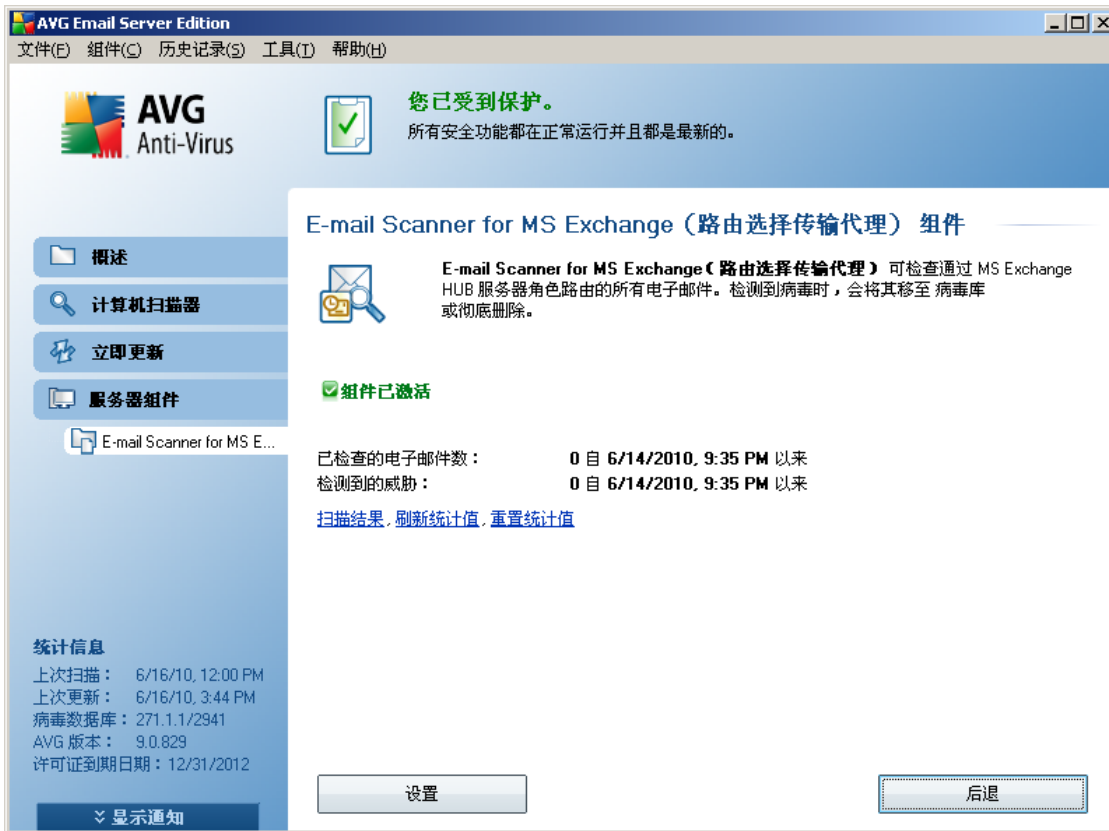 AVG Email Server Edition
文件(F) 组件(C) 历史记录(S) 工具(T) 帮助(H)
AVG
Anti-Virus
您已受到保护。
所有安全功能都在正常运行并且都是最新的。
概述
计算机扫描器
立即更新
服务器组件
E-mail Scanner for MS E...
E-mail Scanner for MS Exchange（路由选择传输代理） 组件
E-mail Scanner for MS Exchange（路由选择传输代理）可检查通过 MS Exchange
HUB 服务器角色路由的所有电子邮件。检测到病毒时，会将其移至 病毒库
或彻底删除。
组件已激活
已检查的电子邮件数： 0 自 6/14/2010, 9:35 PM 以来
检测到的威胁： 0 自 6/14/2010, 9:35 PM 以来
扫描结果, 刷新统计值, 重置统计值
统计信息
上次扫描： 6/16/10, 12:00 PM
上次更新： 6/16/10, 3:44 PM
病毒数据库：271.1.1/2941
AVG 版本： 9.0.829
许可证到期日期：12/31/2012
显示通知
设置
后退